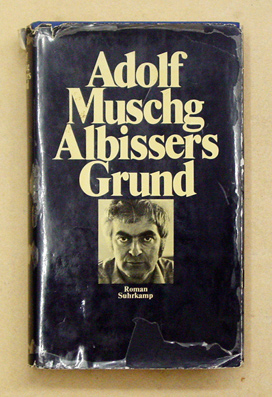 Adolf
Muschg
Albissers
Grund
Roman
Suhrkamp